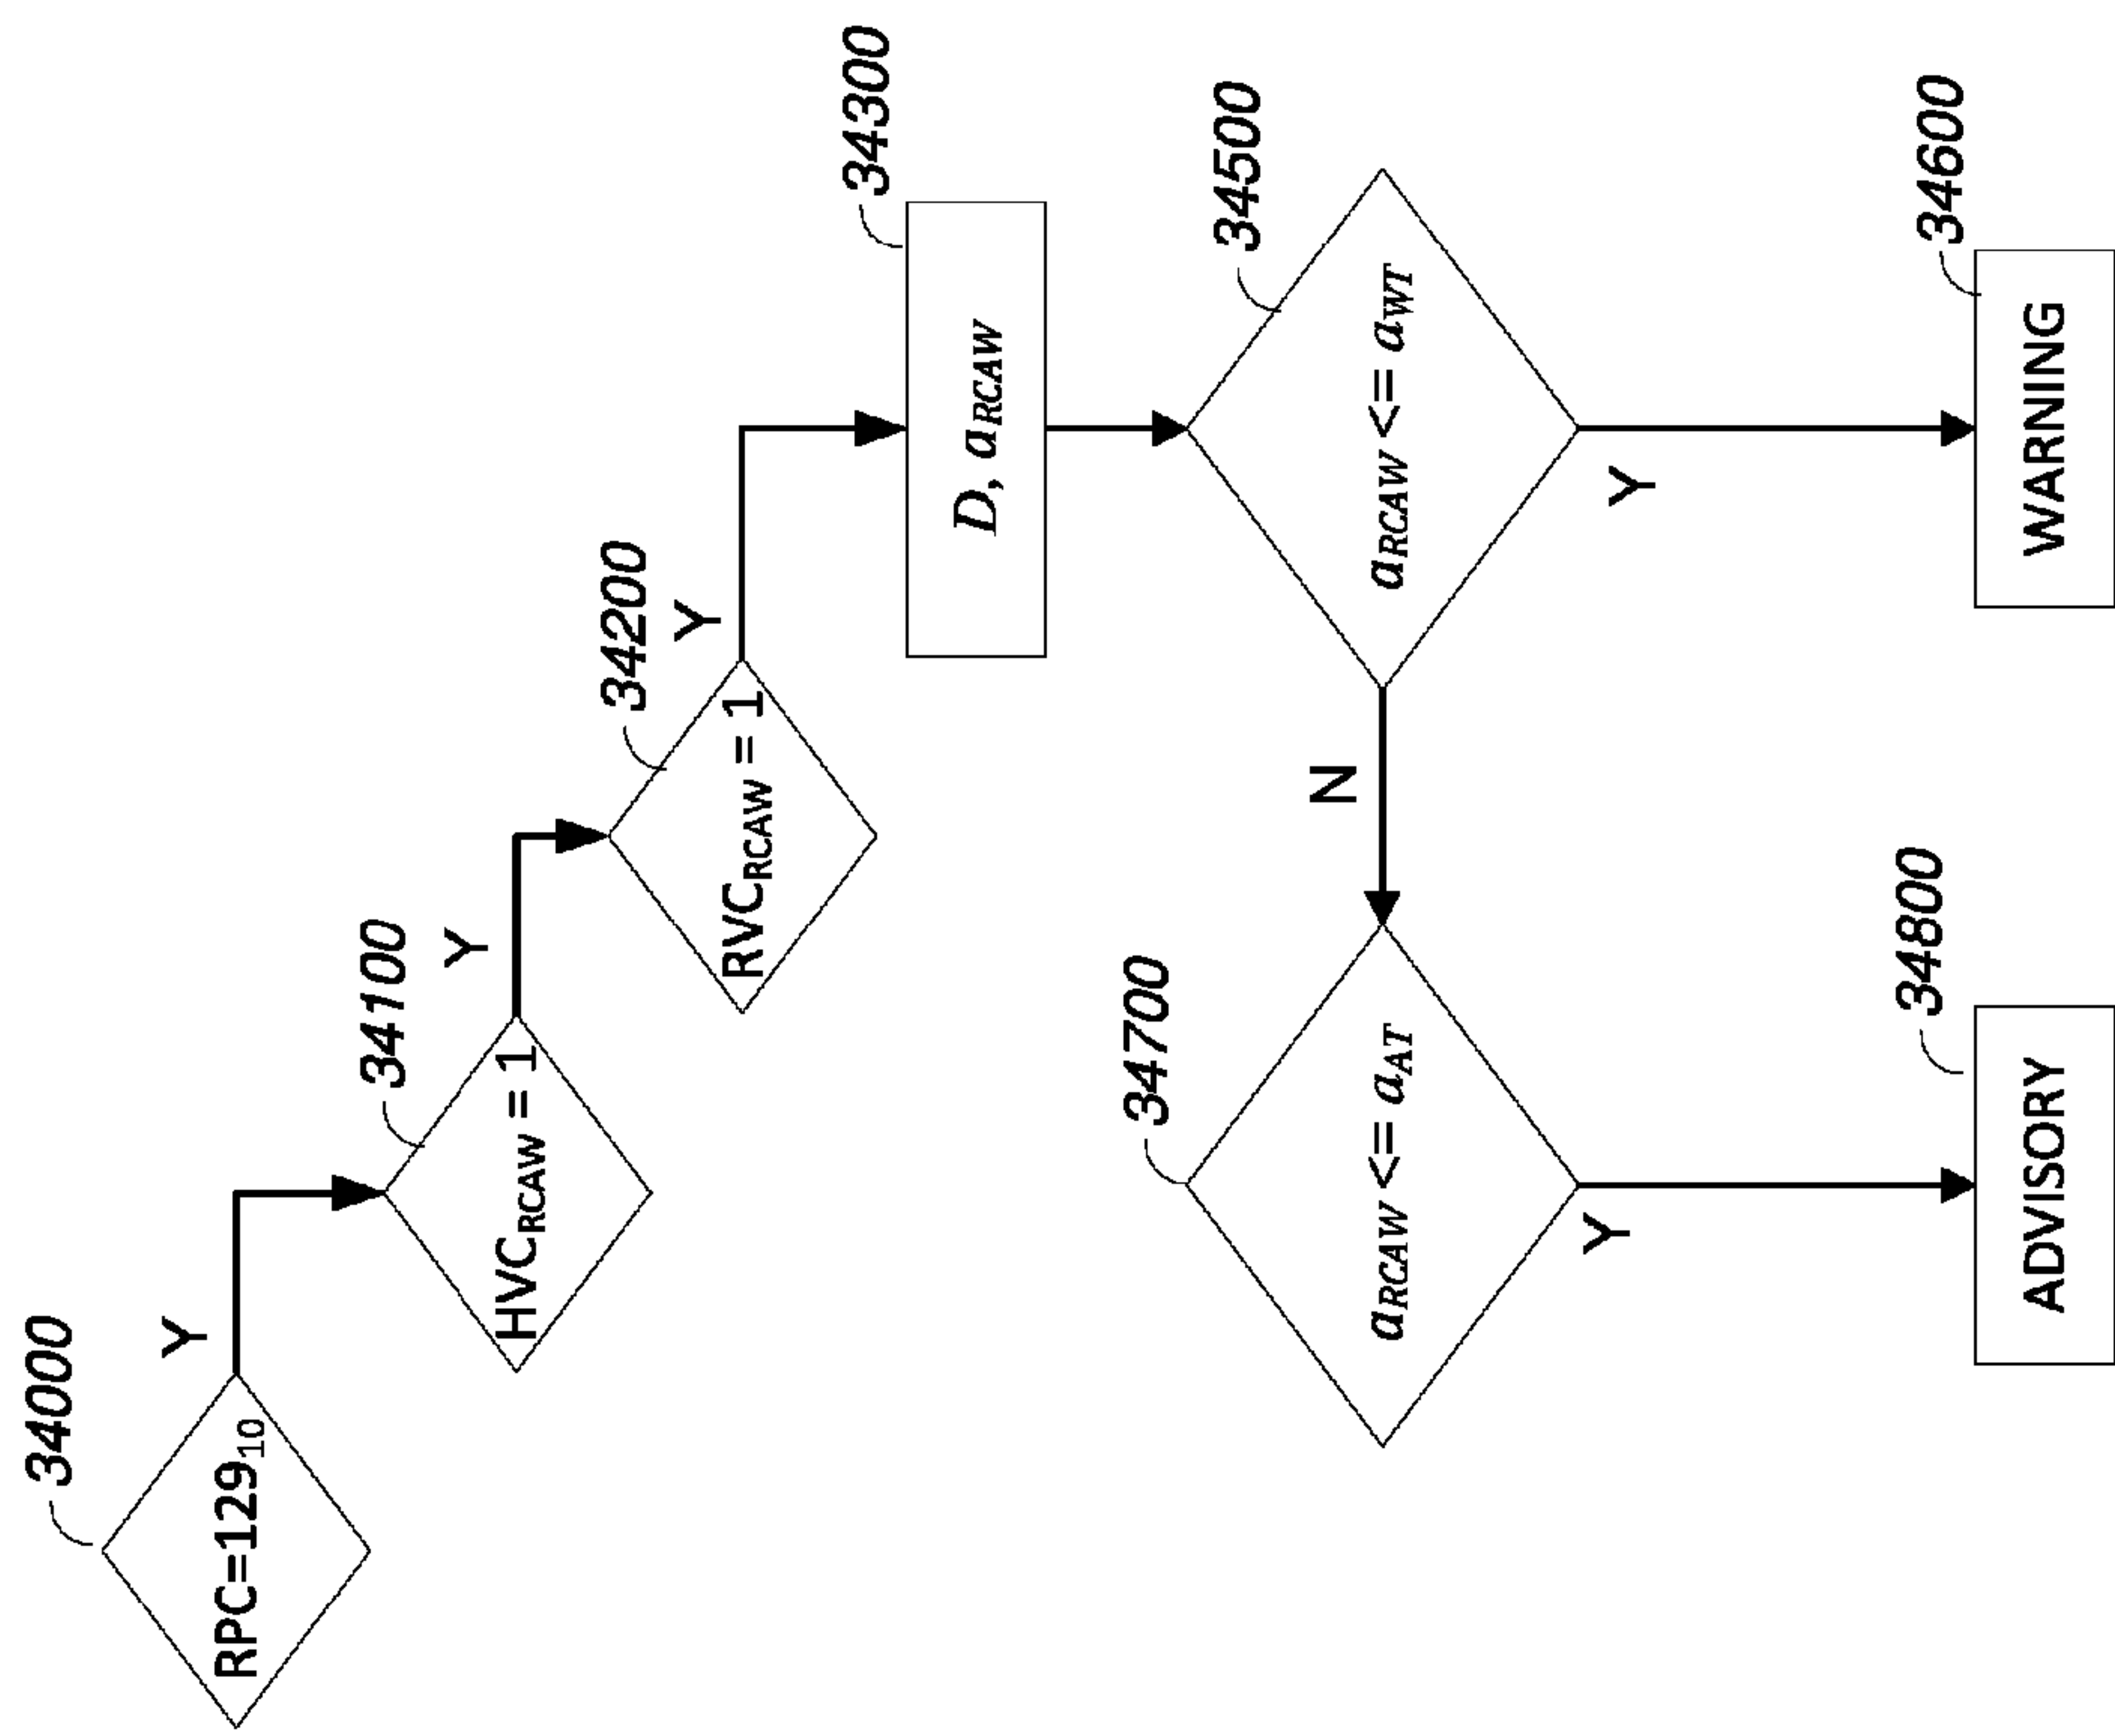 34000
RPC=129₁₀
Y
34100
HVC_RCAW = 1
Y
34200
RVC_RCAW = 1
Y
34300
D, a_RCAW
34500
a_RCAW <= a_WT
N
Y
34700
a_RCAW <= a_AT
Y
34600
WARNING
34800
ADVISORY